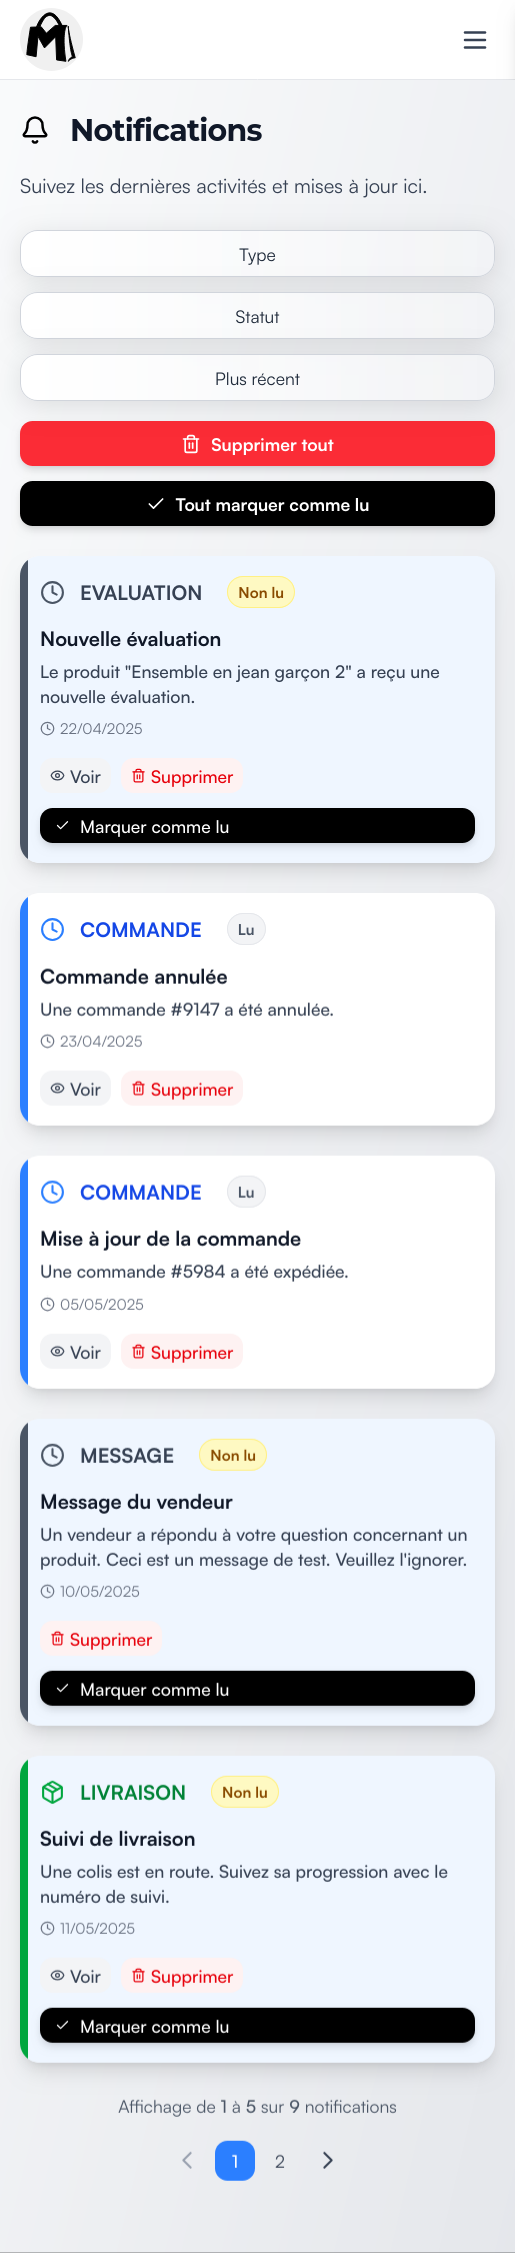 M
Notifications
Suivez les dernières activités et mises à jour ici.
Type
Statut
Plus récent
Supprimer tout
Tout marquer comme lu
EVALUATION Non lu
Nouvelle évaluation
Le produit "Ensemble en jean garçon 2" a reçu une
nouvelle évaluation.
22/04/2025
Voir Supprimer
Marquer comme lu
COMMANDE Lu
Commande annulée
Une commande #9147 a été annulée.
23/04/2025
Voir Supprimer
COMMANDE Lu
Mise à jour de la commande
Une commande #5984 a été expédiée.
05/05/2025
Voir Supprimer
MESSAGE Non lu
Message du vendeur
Un vendeur a répondu à votre question concernant un
produit. Ceci est un message de test. Veuillez l'ignorer.
10/05/2025
Supprimer
Marquer comme lu
LIVRAISON Non lu
Suivi de livraison
Une colis est en route. Suivez sa progression avec le
numéro de suivi.
11/05/2025
Voir Supprimer
Marquer comme lu
Affichage de 1 à 5 sur 9 notifications
1 2